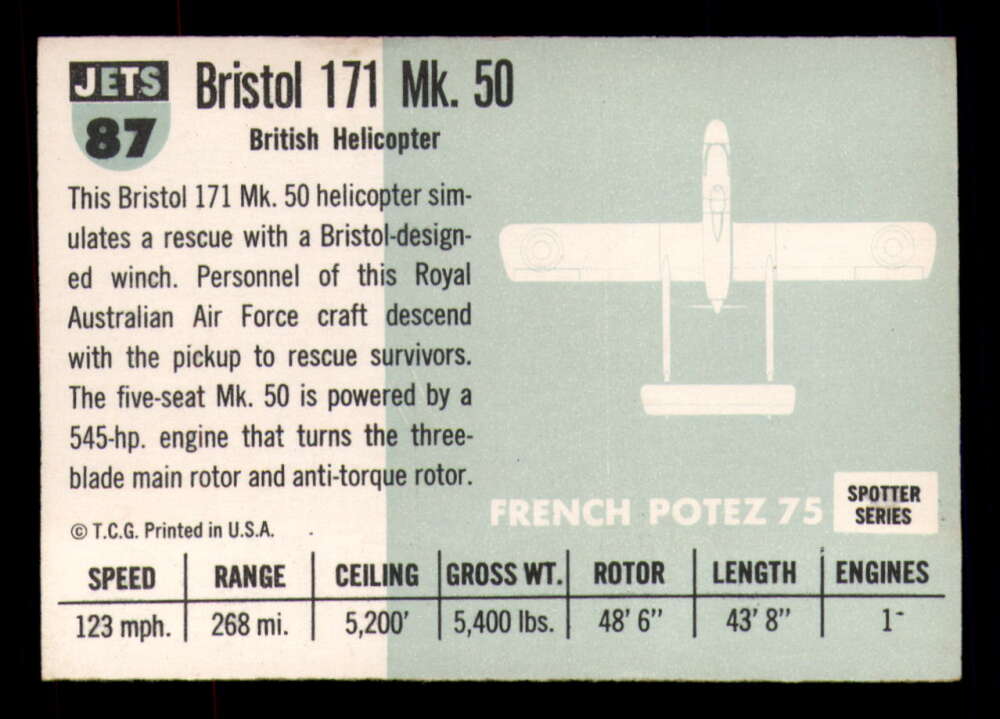 JETS
87
Bristol 171 Mk. 50
British Helicopter
This Bristol 171 Mk. 50 helicopter sim-
ulates a rescue with a Bristol-design-
ed winch. Personnel of this Royal
Australian Air Force craft descend
with the pickup to rescue survivors.
The five-seat Mk. 50 is powered by a
545-hp. engine that turns the three-
blade main rotor and anti-torque rotor.
© T.C.G. Printed in U.S.A.
FRENCH POTEZ 75
SPOTTER
SERIES
SPEED RANGE CEILING GROSS WT. ROTOR LENGTH ENGINES
123 mph. 268 mi. 5,200' 5,400 lbs. 48' 6" 43' 8" 1